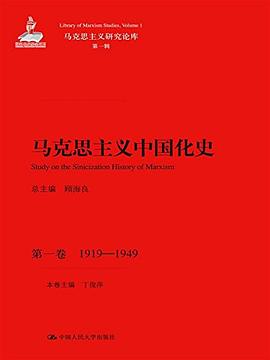 Library of Marxism Studies, Volume 1
马克思主义研究论库
第一辑
马克思主义中国化史
Study on the Sinicization History of Marxism
总主编 顾海良
第一卷 1919—1949
本卷主编 丁俊萍
中国人民大学出版社